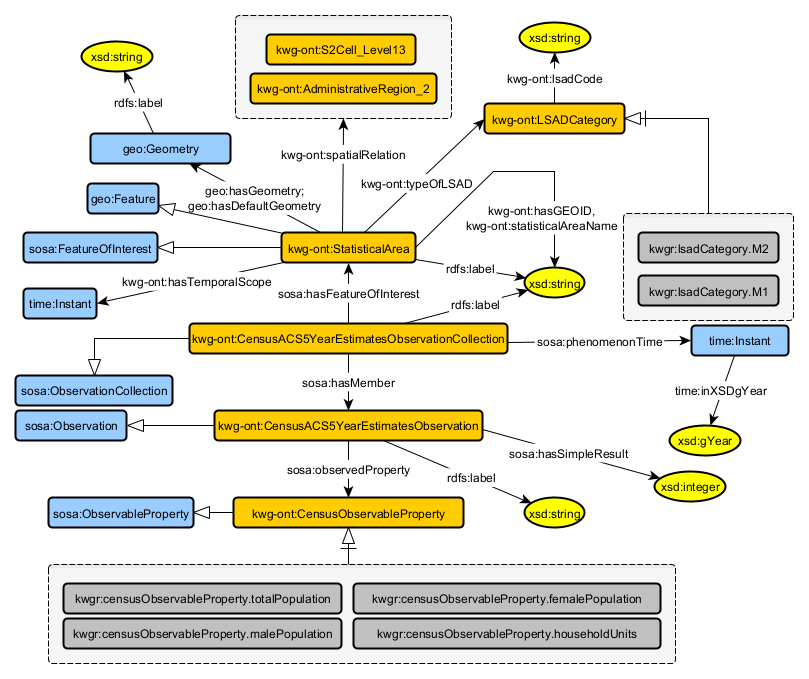 xsd:string
rdfs:label
kwg-ont:S2Cell_Level13
kwg-ont:AdministrativeRegion_2
xsd:string
kwg-ont:lsadCode
kwg-ont:LSADCategory
geo:Geometry
kwg-ont:spatialRelation
kwg-ont:typeOfLSAD
geo:hasGeometry;
geo:hasDefaultGeometry
geo:Feature
kwg-ont:hasGEOID,
kwg-ont:statisticalAreaName
sosa:FeatureOfInterest
kwg-ont:StatisticalArea
kwgr:lsadCategory.M2
kwgr:lsadCategory.M1
rdfs:label
xsd:string
kwg-ont:hasTemporalScope
time:Instant
sosa:hasFeatureOfInterest
rdfs:label
kwg-ont:CensusACS5YearEstimatesObservationCollection
sosa:phenomenonTime
time:Instant
sosa:ObservationCollection
sosa:hasMember
time:inXSDgYear
sosa:Observation
kwg-ont:CensusACS5YearEstimatesObservation
xsd:gYear
sosa:hasSimpleResult
sosa:observedProperty
rdfs:label
xsd:integer
sosa:ObservableProperty
kwg-ont:CensusObservableProperty
xsd:string
kwgr:censusObservableProperty.totalPopulation
kwgr:censusObservableProperty.femalePopulation
kwgr:censusObservableProperty.malePopulation
kwgr:censusObservableProperty.householdUnits